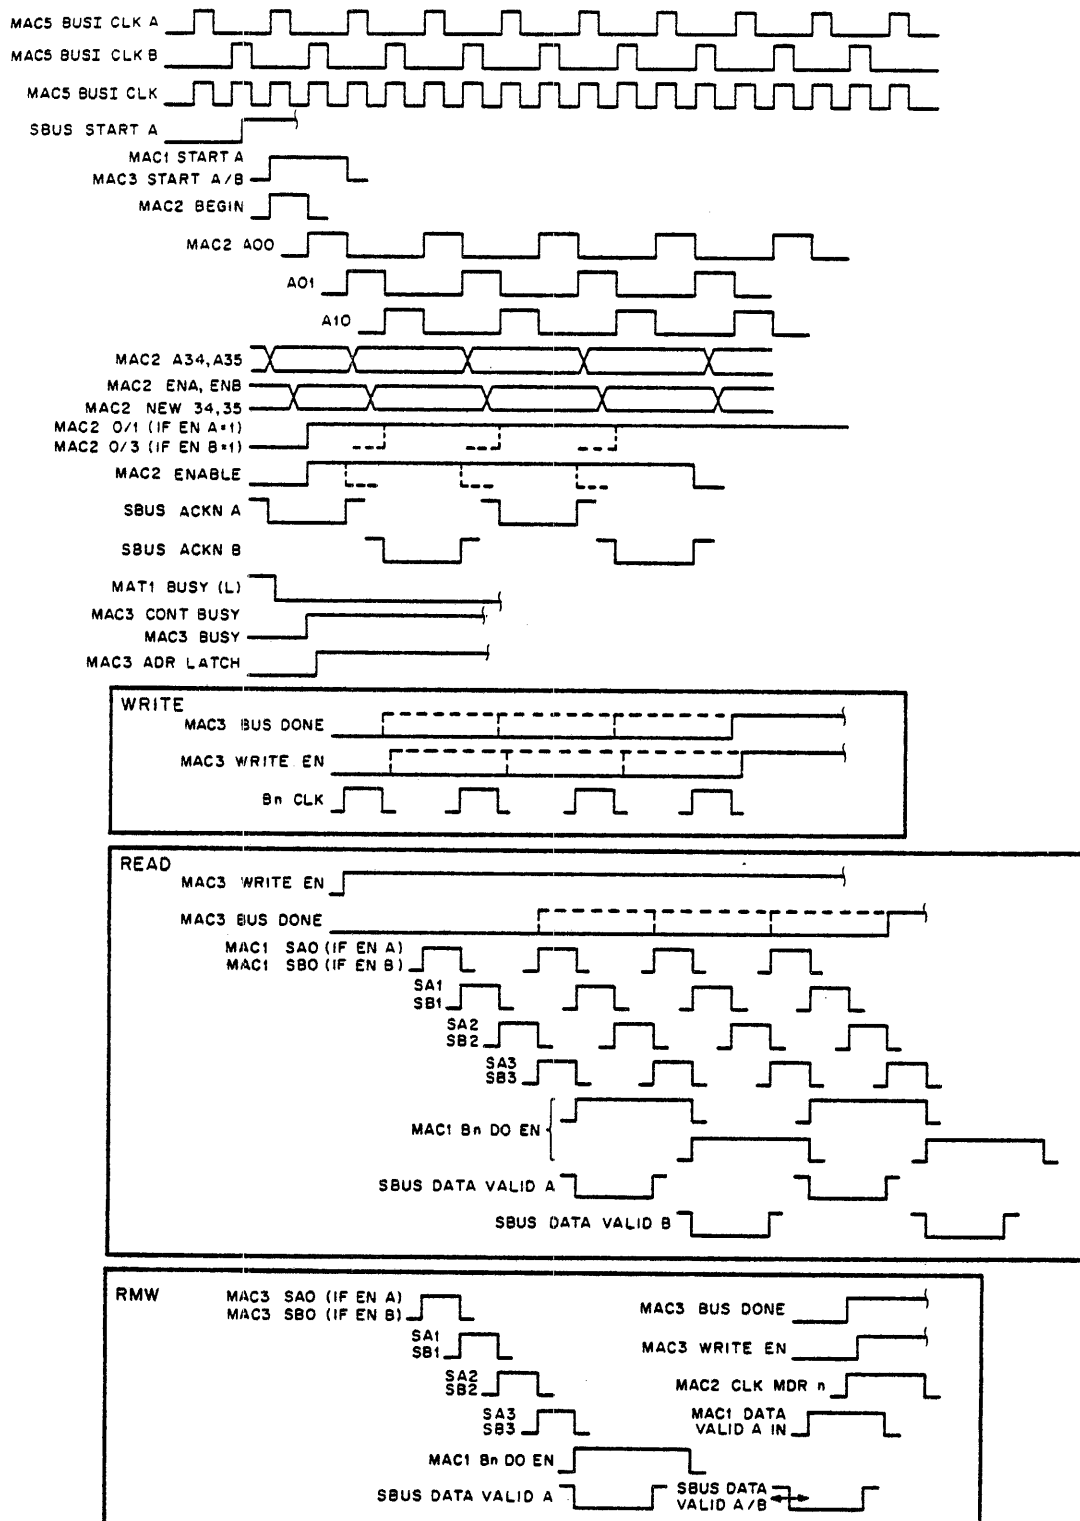 MAC5 BUSI CLK A
MAC5 BUSI CLK B
MAC5 BUSI CLK
SBUS START A
MAC1 START A
MAC3 START A/B
MAC2 BEGIN
MAC2 A00
A01
A10
MAC2 A34,A35
MAC2 ENA, ENB
MAC2 NEW 34,35
MAC2 0/1 (IF EN A=1)
MAC2 0/3 (IF EN B=1)
MAC2 ENABLE
SBUS ACKN A
SBUS ACKN B
MAT1 BUSY (L)
MAC3 CONT BUSY
MAC3 BUSY
MAC3 ADR LATCH
WRITE
MAC3 BUS DONE
MAC3 WRITE EN
Bn CLK
READ
MAC3 WRITE EN
MAC3 BUS DONE
MAC1 SA0 (IF EN A)
MAC1 SB0 (IF EN B)
SA1
SB1
SA2
SB2
SA3
SB3
MAC1 Bn DO EN
SBUS DATA VALID A
SBUS DATA VALID B
RMW
MAC3 SA0 (IF EN A)
MAC3 SB0 (IF EN B)
SA1
SB1
SA2
SB2
SA3
SB3
MAC1 Bn DO EN
SBUS DATA VALID A
MAC3 BUS DONE
MAC3 WRITE EN
MAC2 CLK MDR n
MAC1 DATA
VALID A IN
SBUS DATA
VALID A/B